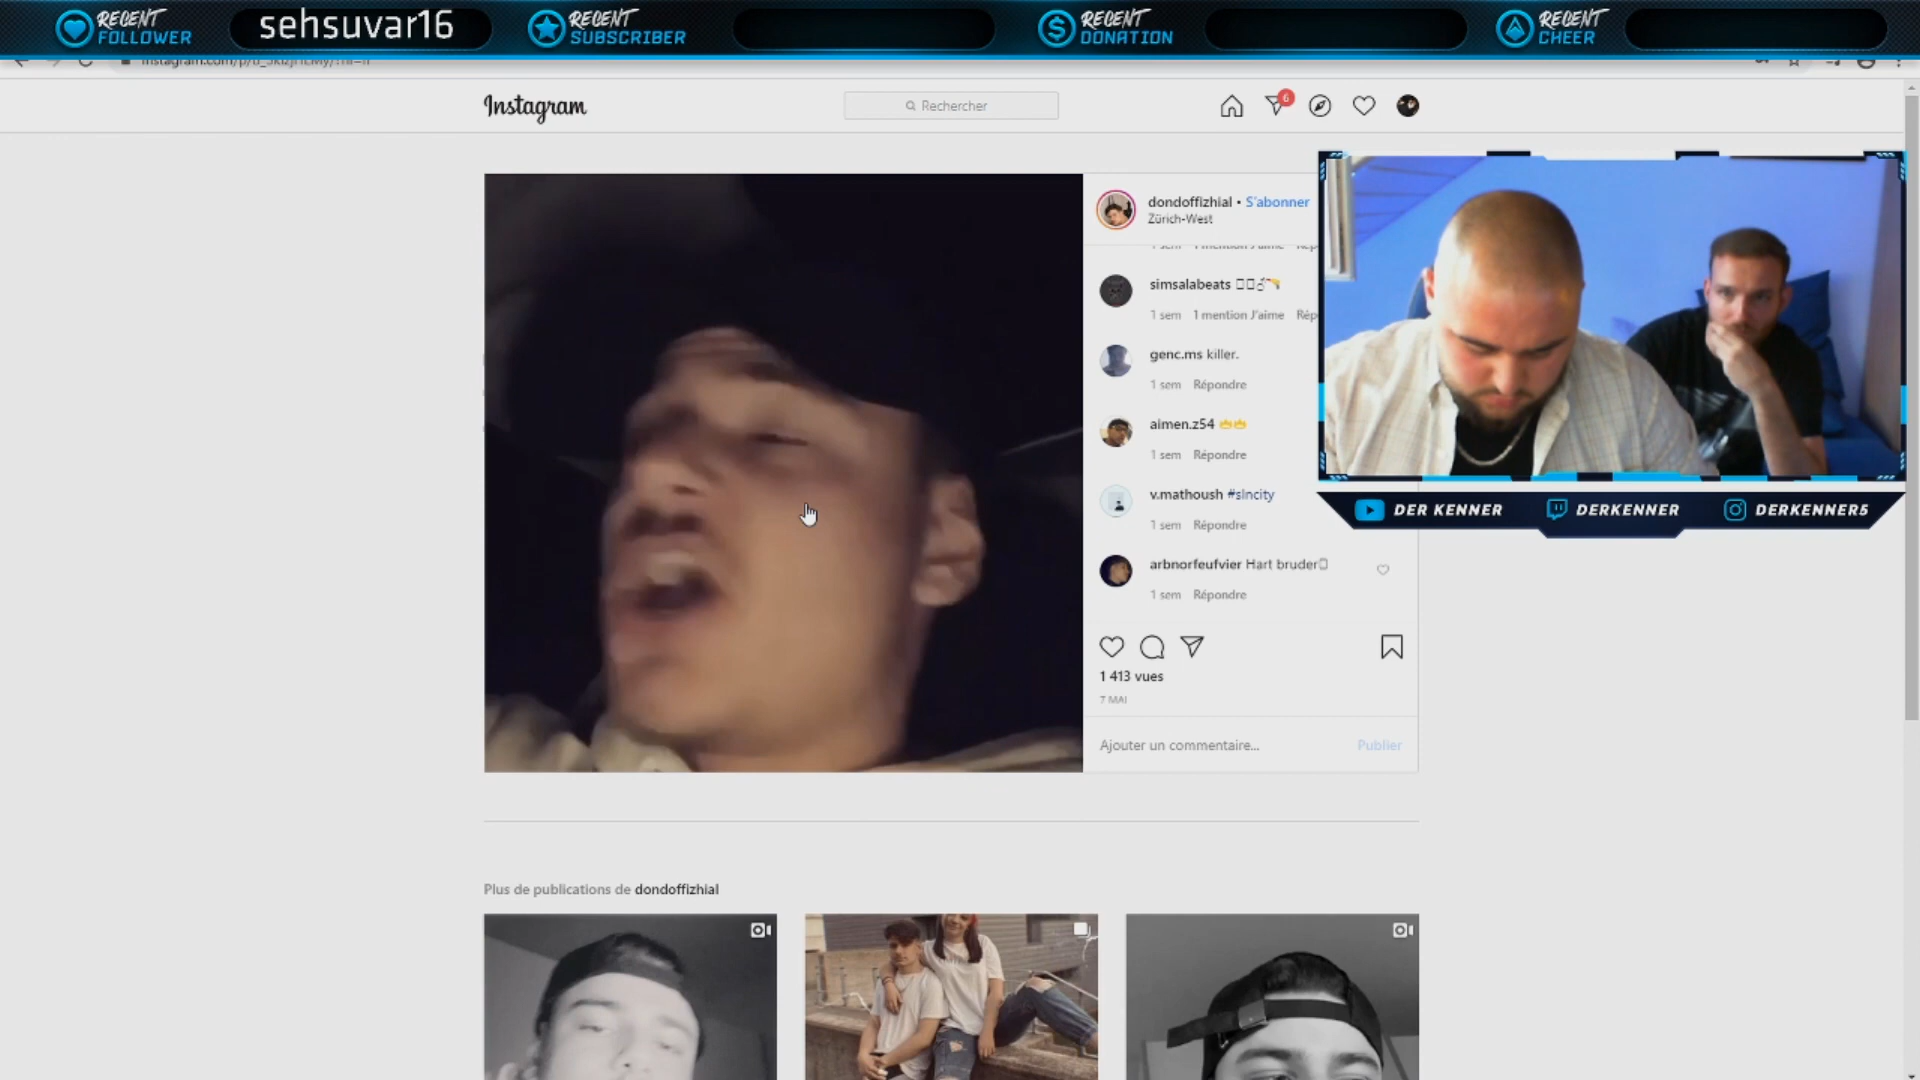 RECENT FOLLOWER
sehsuvar16
RECENT SUBSCRIBER
RECENT DONATION
RECENT CHEER
Instagram
Rechercher
6
dondoffizhial • S'abonner
Zürich-West
simsalabeats
1 sem 1 mention J'aime Rép
genc.ms killer.
1 sem Répondre
aimen.z54 👑👑
1 sem Répondre
v.mathoush #slncity
1 sem Répondre
arbnorfeufvier Hart bruder
1 sem Répondre
1 413 vues
7 MAI
Ajouter un commentaire... Publier
DER KENNER
DERKENNER
DERKENNER5
Plus de publications de dondoffizhial